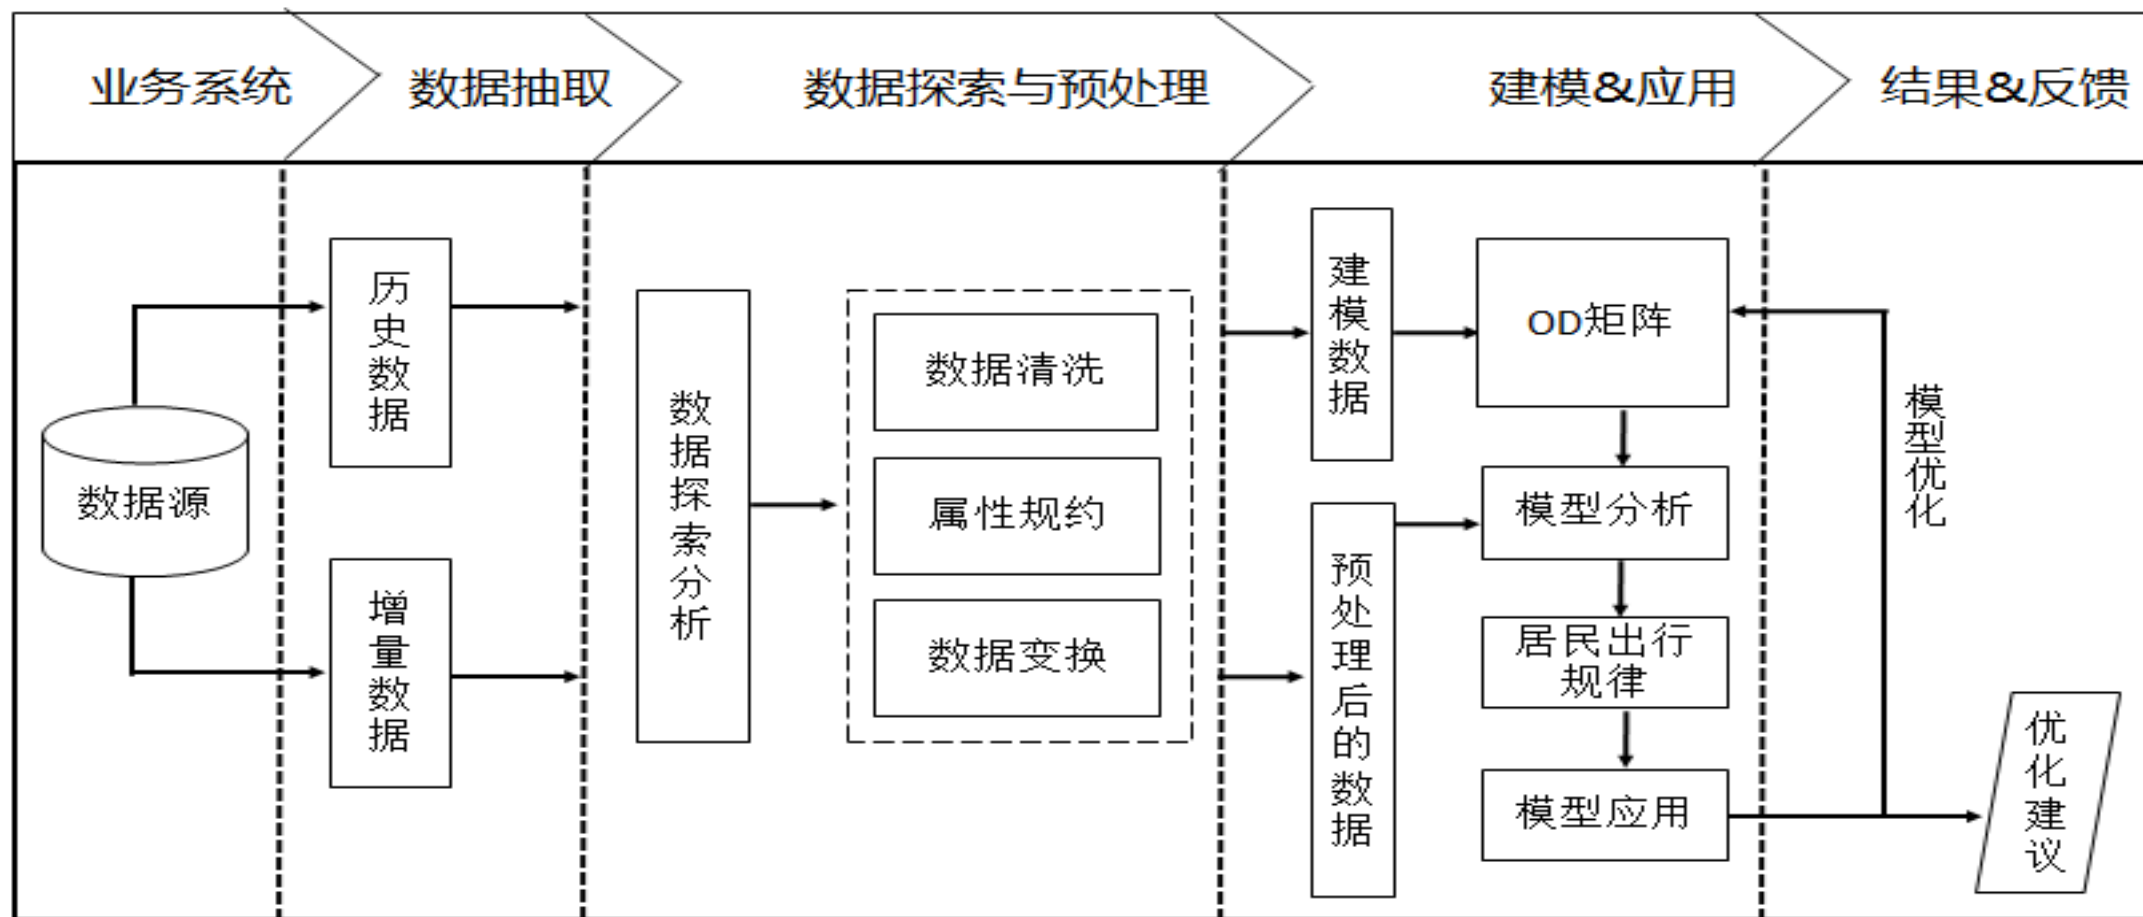 业务系统
数据抽取
数据探索与预处理
建模&应用
结果&反馈
数据源
历史数据
增量数据
数据探索分析
数据清洗
属性规约
数据变换
建模数据
预处理后的数据
OD矩阵
模型分析
居民出行
规律
模型应用
模型优化
优化建议